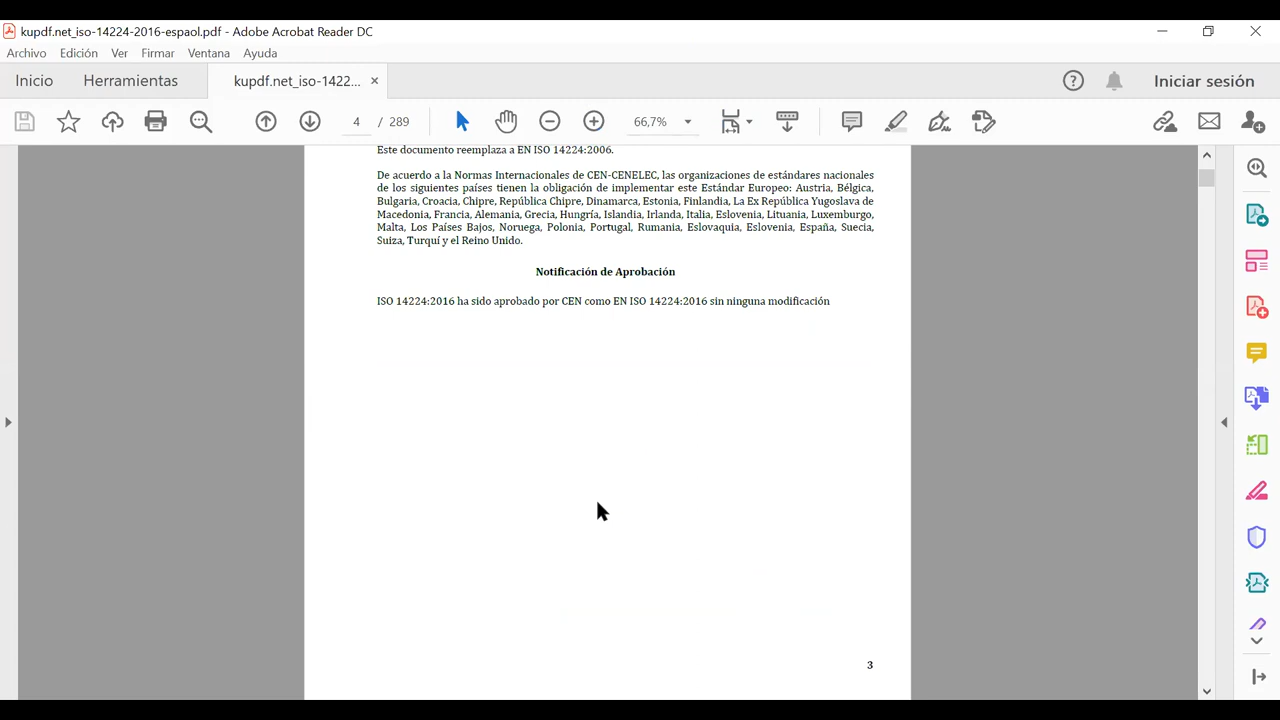 kupdf.net_iso-14224-2016-espaol.pdf - Adobe Acrobat Reader DC
Archivo Edición Ver Firmar Ventana Ayuda
Inicio Herramientas kupdf.net_iso-1422... × Iniciar sesión
4 / 289 66,7%
Este documento reemplaza a EN ISO 14224:2006.
De acuerdo a la Normas Internacionales de CEN-CENELEC, las organizaciones de estándares nacionales
de los siguientes países tienen la obligación de implementar este Estándar Europeo: Austria, Bélgica,
Bulgaria, Croacia, Chipre, República Chipre, Dinamarca, Estonia, Finlandia, La Ex República Yugoslava de
Macedonia, Francia, Alemania, Grecia, Hungría, Islandia, Irlanda, Italia, Eslovenia, Lituania, Luxemburgo,
Malta, Los Países Bajos, Noruega, Polonia, Portugal, Rumania, Eslovaquia, Eslovenia, España, Suecia,
Suiza, Turquí y el Reino Unido.
Notificación de Aprobación
ISO 14224:2016 ha sido aprobado por CEN como EN ISO 14224:2016 sin ninguna modificación
3